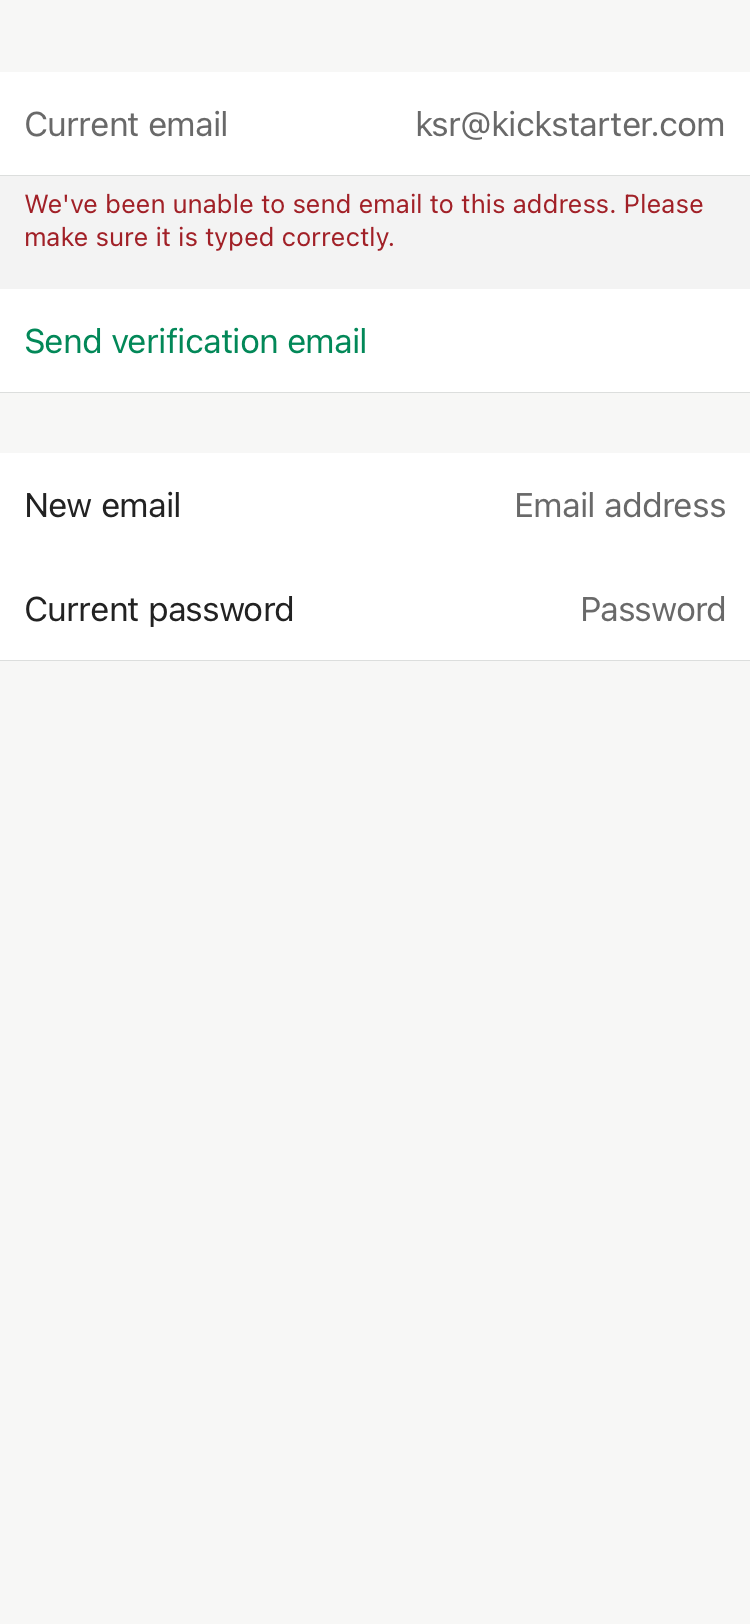 Current email ksr@kickstarter.com
We've been unable to send email to this address. Please
make sure it is typed correctly.
Send verification email
New email Email address
Current password Password